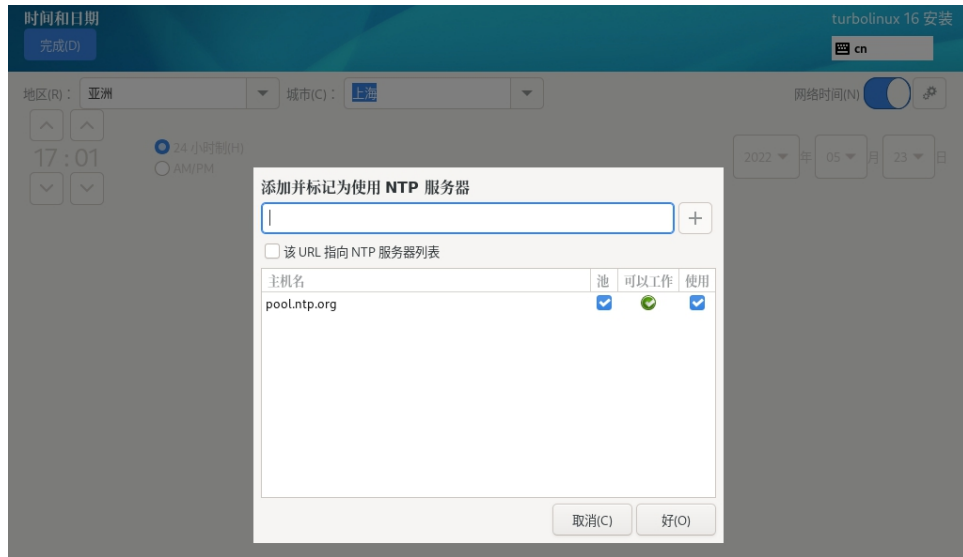 时间和日期
turbolinux 16 安装
完成(D)
cn
地区(R)： 亚洲 城市(C)： 上海 网络时间(N)
17 : 01
24 小时制(H)
AM/PM
2022 年 05 月 23 日
添加并标记为使用 NTP 服务器
该 URL 指向 NTP 服务器列表
主机名 池 可以工作 使用
pool.ntp.org
取消(C) 好(O)